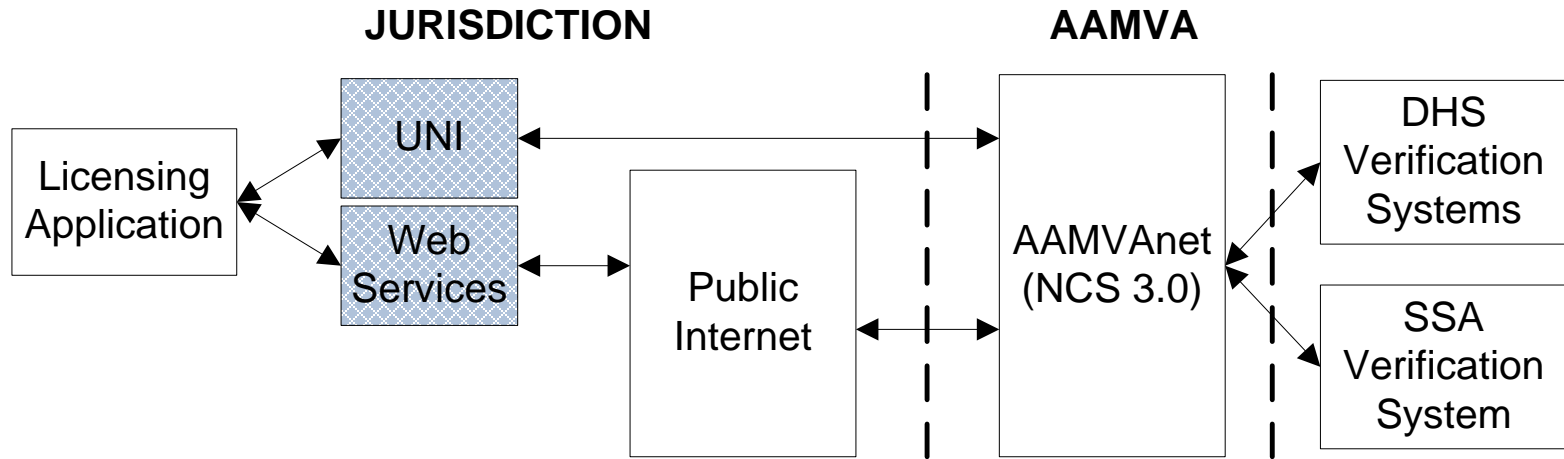 JURISDICTION
AAMVA
Licensing
Application
UNI
Web
Services
Public
Internet
AAMVAnet
(NCS 3.0)
DHS
Verification
Systems
SSA
Verification
System